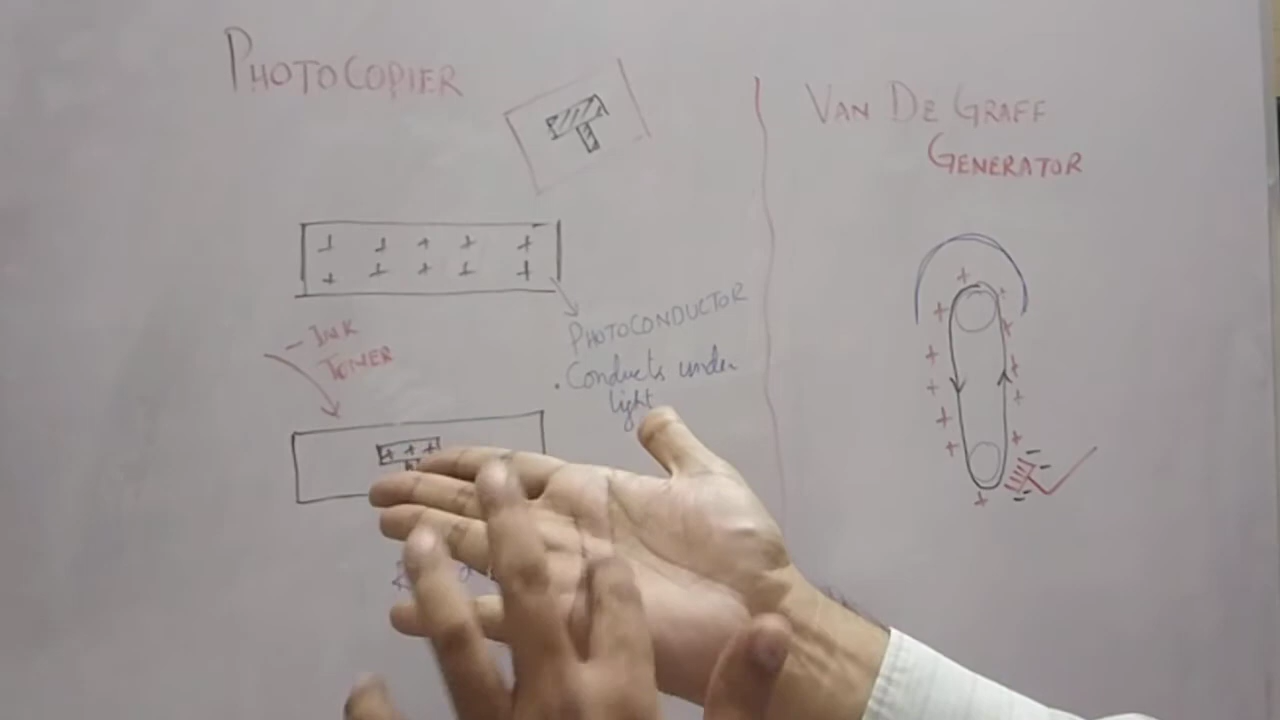 PHOTOCOPIER
+ + + + +
+ + + + +
- INK
TONER
PHOTOCONDUCTOR
. Conducts under
light
+ + +
VAN DE GRAFF
GENERATOR